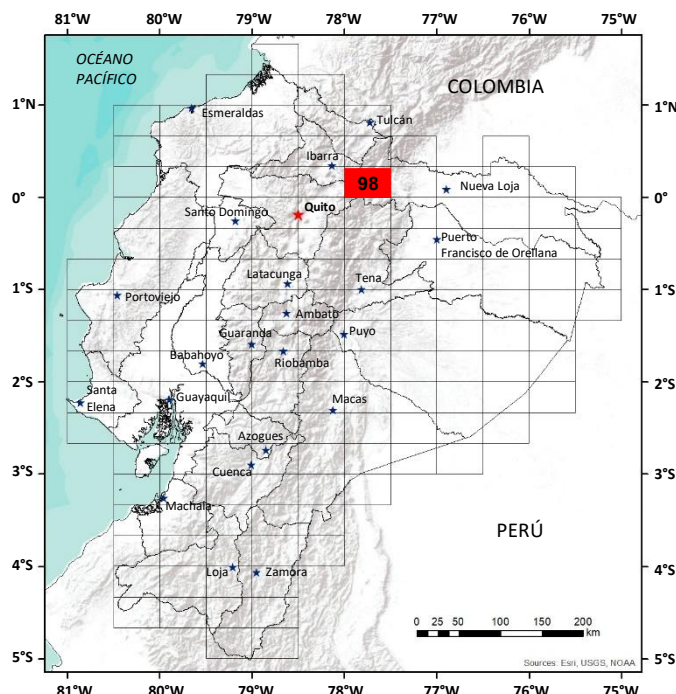 81°W 80°W 79°W 78°W 77°W 76°W 75°W
OCÉANO
PACÍFICO
COLOMBIA
1°N 1°N
Esmeraldas
Tulcán
Ibarra
98
Nueva Loja
0° 0°
Quito
Santo Domingo
Puerto
Francisco de Orellana
Latacunga
Tena
1°S 1°S
Portoviejo
Ambato
Guaranda
Puyo
Babahoyo
Riobamba
2°S 2°S
Santa
Elena
Guayaquil
Macas
Azogues
Cuenca
3°S 3°S
Machala
PERÚ
4°S 4°S
Loja
Zamora
0 25 50 100 150 200
km
Sources: Esri, USGS, NOAA
5°S 5°S
81°W 80°W 79°W 78°W 77°W 76°W 75°W